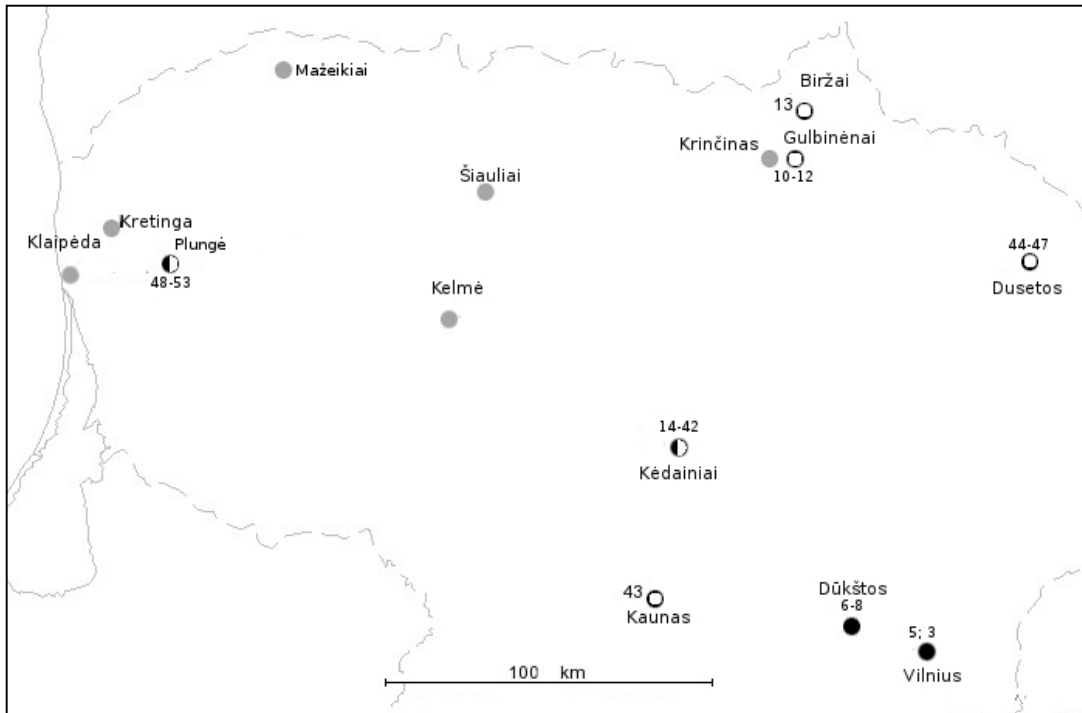 Mažeikiai
Biržai
13
Krinčinas
Gulbinėnai
10-12
Šiauliai
Kretinga
Klaipėda
Plungė
48-53
44-47
Dusetos
Kelmė
14-42
Kėdainiai
43
Kaunas
Dūkštos
6-8
5; 3
Vilnius
100 km